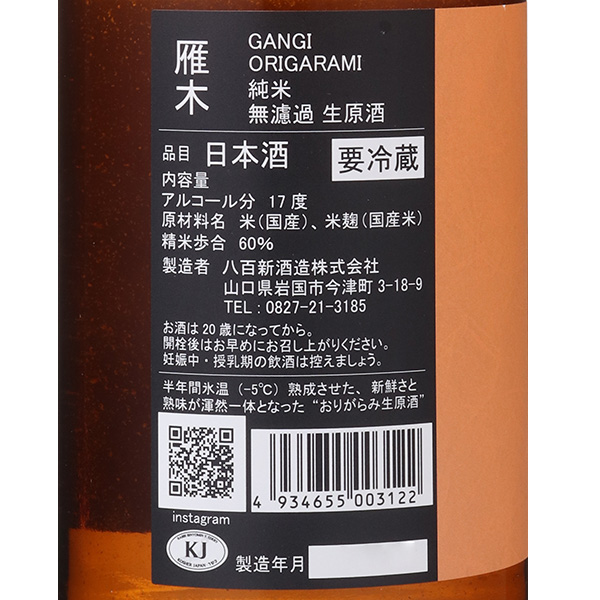 雁木
GANGI
ORIGARAMI
純米
無濾過 生原酒
品目 日本酒 要冷蔵
内容量
アルコール分 17度
原材料名 米(国産)、米麹(国産米)
精米歩合 60%
製造者 八百新酒造株式会社
山口県岩国市今津町 3-18-9
TEL : 0827-21-3185
お酒は20歳になってから。
開栓後はお早めにお召し上がりください。
妊娠中・授乳期の飲酒は控えましょう。
半年間氷温(-5℃)熟成させた、新鮮さと
熟味が渾然一体となった“おりがらみ生原酒”
4 934655 003122
instagram
KJ
製造年月